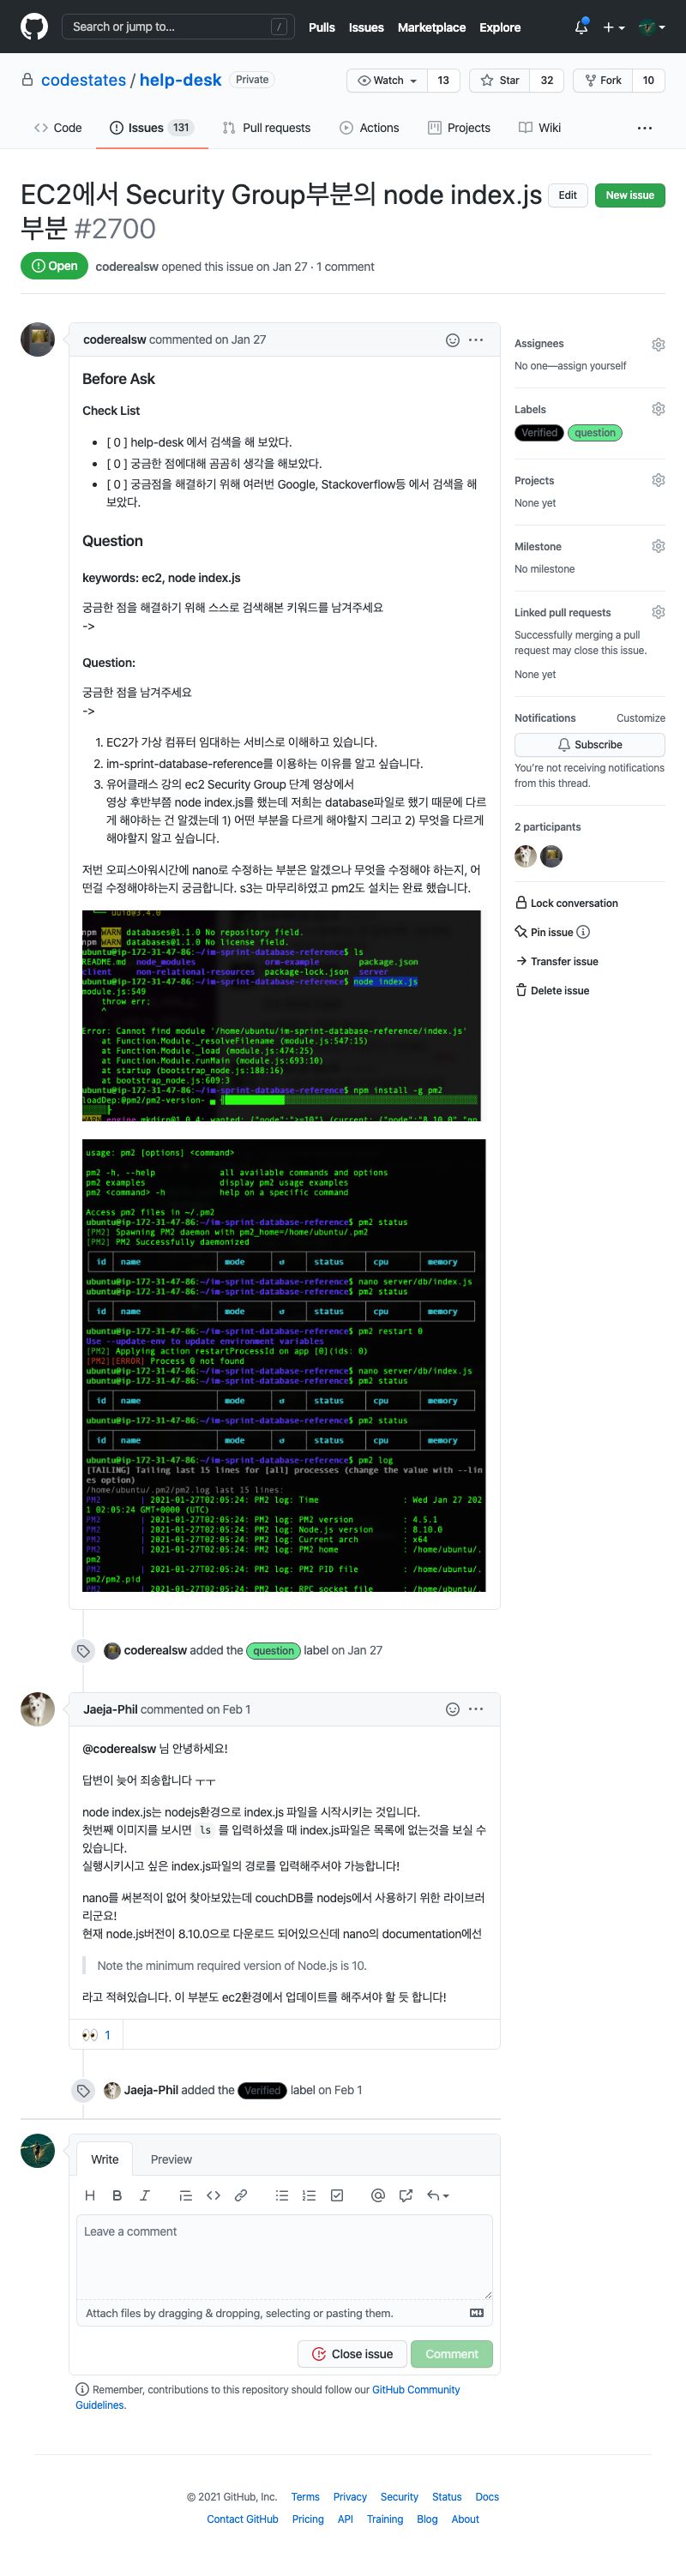 Search or jump to...
/
Pulls
Issues
Marketplace
Explore
codestates / help-desk
Private
Watch
13
Star
32
Fork
10
Code
Issues 131
Pull requests
Actions
Projects
Wiki
EC2에서 Security Group부분의 node index.js
부분 #2700
Edit
New issue
Open
coderealsw opened this issue on Jan 27 · 1 comment
coderealsw commented on Jan 27
Before Ask
Check List
[ 0 ] help-desk 에서 검색을 해 보았다.
[ 0 ] 궁금한 점에대해 곰곰히 생각을 해보았다.
[ 0 ] 궁금점을 해결하기 위해 여러번 Google, Stackoverflow등 에서 검색을 해
보았다.
Question
keywords: ec2, node index.js
궁금한 점을 해결하기 위해 스스로 검색해본 키워드를 남겨주세요
->
Question:
궁금한 점을 남겨주세요
->
1. EC2가 가상 컴퓨터 임대하는 서비스로 이해하고 있습니다.
2. im-sprint-database-reference를 이용하는 이유를 알고 싶습니다.
3. 유어클래스 강의 ec2 Security Group 단계 영상에서
영상 후반부쯤 node index.js를 했는데 저희는 database파일로 했기 때문에 다르
게 해야하는 건 알겠는데 1) 어떤 부분을 다르게 해야할지 그리고 2) 무엇을 다르게
해야할지 알고 싶습니다.
저번 오피스아워시간에 nano로 수정하는 부분은 알겠으나 무엇을 수정해야 하는지, 어
떤걸 수정해야하는지 궁금합니다. s3는 마무리하였고 pm2도 설치는 완료 했습니다.
uuid@3.4.0
npm WARN databases@1.1.0 No repository field.
npm WARN databases@1.1.0 No license field.
ubuntu@ip-172-31-47-86:~/im-sprint-database-reference$ ls
README.md node_modules orm-example package.json
client non-relational-resources package-lock.json server
ubuntu@ip-172-31-47-86:~/im-sprint-database-reference$ node index.js
module.js:549
throw err;
^
Error: Cannot find module '/home/ubuntu/im-sprint-database-reference/index.js'
at Function.Module._resolveFilename (module.js:547:15)
at Function.Module._load (module.js:474:25)
at Function.Module.runMain (module.js:693:10)
at startup (bootstrap_node.js:188:16)
at bootstrap_node.js:609:3
ubuntu@ip-172-31-47-86:~/im-sprint-database-reference$ npm install -g pm2
loadDep:@pm2/pm2-version-
WARN engine mkdirp@1.0.4: wanted: {"node":">=10"} (current: {"node":"8.10.0","np
usage: pm2 [options] <command>
pm2 -h, --help all available commands and options
pm2 examples display pm2 usage examples
pm2 <command> -h help on a specific command
Access pm2 files in ~/.pm2
ubuntu@ip-172-31-47-86:~/im-sprint-database-reference$ pm2 status
[PM2] Spawning PM2 daemon with pm2_home=/home/ubuntu/.pm2
[PM2] PM2 Successfully daemonized
id name mode ↺ status cpu memory
ubuntu@ip-172-31-47-86:~/im-sprint-database-reference$ nano server/db/index.js
ubuntu@ip-172-31-47-86:~/im-sprint-database-reference$ pm2 status
id name mode ↺ status cpu memory
ubuntu@ip-172-31-47-86:~/im-sprint-database-reference$ pm2 restart 0
Use --update-env to update environment variables
[PM2] Applying action restartProcessId on app [0](ids: 0)
[PM2][ERROR] Process 0 not found
ubuntu@ip-172-31-47-86:~/im-sprint-database-reference$ nano server/db/index.js
ubuntu@ip-172-31-47-86:~/im-sprint-database-reference$ pm2 status
id name mode ↺ status cpu memory
ubuntu@ip-172-31-47-86:~/im-sprint-database-reference$ pm2 status
id name mode ↺ status cpu memory
ubuntu@ip-172-31-47-86:~/im-sprint-database-reference$ pm2 log
[TAILING] Tailing last 15 lines for [all] processes (change the value with --lin
es option)
/home/ubuntu/.pm2/pm2.log last 15 lines:
PM2 | 2021-01-27T02:05:24: PM2 log: Time : Wed Jan 27 202
1 02:05:24 GMT+0000 (UTC)
PM2 | 2021-01-27T02:05:24: PM2 log: PM2 version : 4.5.1
PM2 | 2021-01-27T02:05:24: PM2 log: Node.js version : 8.10.0
PM2 | 2021-01-27T02:05:24: PM2 log: Current arch : x64
PM2 | 2021-01-27T02:05:24: PM2 log: PM2 home : /home/ubuntu/.
pm2
PM2 | 2021-01-27T02:05:24: PM2 log: PM2 PID file : /home/ubuntu/.
pm2/pm2.pid
PM2 | 2021-01-27T02:05:24: PM2 log: RPC socket file : /home/ubuntu/.
coderealsw added the question label on Jan 27
Jaeja-Phil commented on Feb 1
@coderealsw 님 안녕하세요!
답변이 늦어 죄송합니다 ㅜㅜ
node index.js는 nodejs환경으로 index.js 파일을 시작시키는 것입니다.
첫번째 이미지를 보시면 ls 를 입력하셨을 때 index.js파일은 목록에 없는것을 보실 수
있습니다.
실행시키시고 싶은 index.js파일의 경로를 입력해주셔야 가능합니다!
nano를 써본적이 없어 찾아보았는데 couchDB를 nodejs에서 사용하기 위한 라이브러
리군요!
현재 node.js버전이 8.10.0으로 다운로드 되어있으신데 nano의 documentation에선
Note the minimum required version of Node.js is 10.
라고 적혀있습니다. 이 부분도 ec2환경에서 업데이트를 해주셔야 할 듯 합니다!
👀 1
Jaeja-Phil added the Verified label on Feb 1
Write
Preview
Leave a comment
Attach files by dragging & dropping, selecting or pasting them.
Close issue
Comment
Remember, contributions to this repository should follow our GitHub Community
Guidelines.
Assignees
No one—assign yourself
Labels
Verified
question
Projects
None yet
Milestone
No milestone
Linked pull requests
Successfully merging a pull
request may close this issue.
None yet
Notifications
Customize
Subscribe
You're not receiving notifications
from this thread.
2 participants
Lock conversation
Pin issue
Transfer issue
Delete issue
© 2021 GitHub, Inc.
Terms
Privacy
Security
Status
Docs
Contact GitHub
Pricing
API
Training
Blog
About